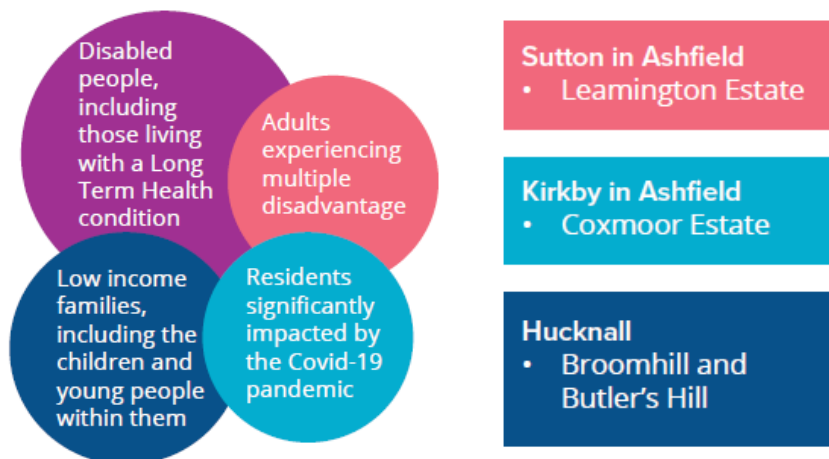 Disabled
people,
including
those living
with a Long
Term Health
condition
Adults
experiencing
multiple
disadvantage
Low income
families,
including the
children and
young people
within them
Residents
significantly
impacted by
the Covid-19
pandemic
Sutton in Ashfield
• Leamington Estate
Kirkby in Ashfield
• Coxmoor Estate
Hucknall
• Broomhill and
Butler’s Hill